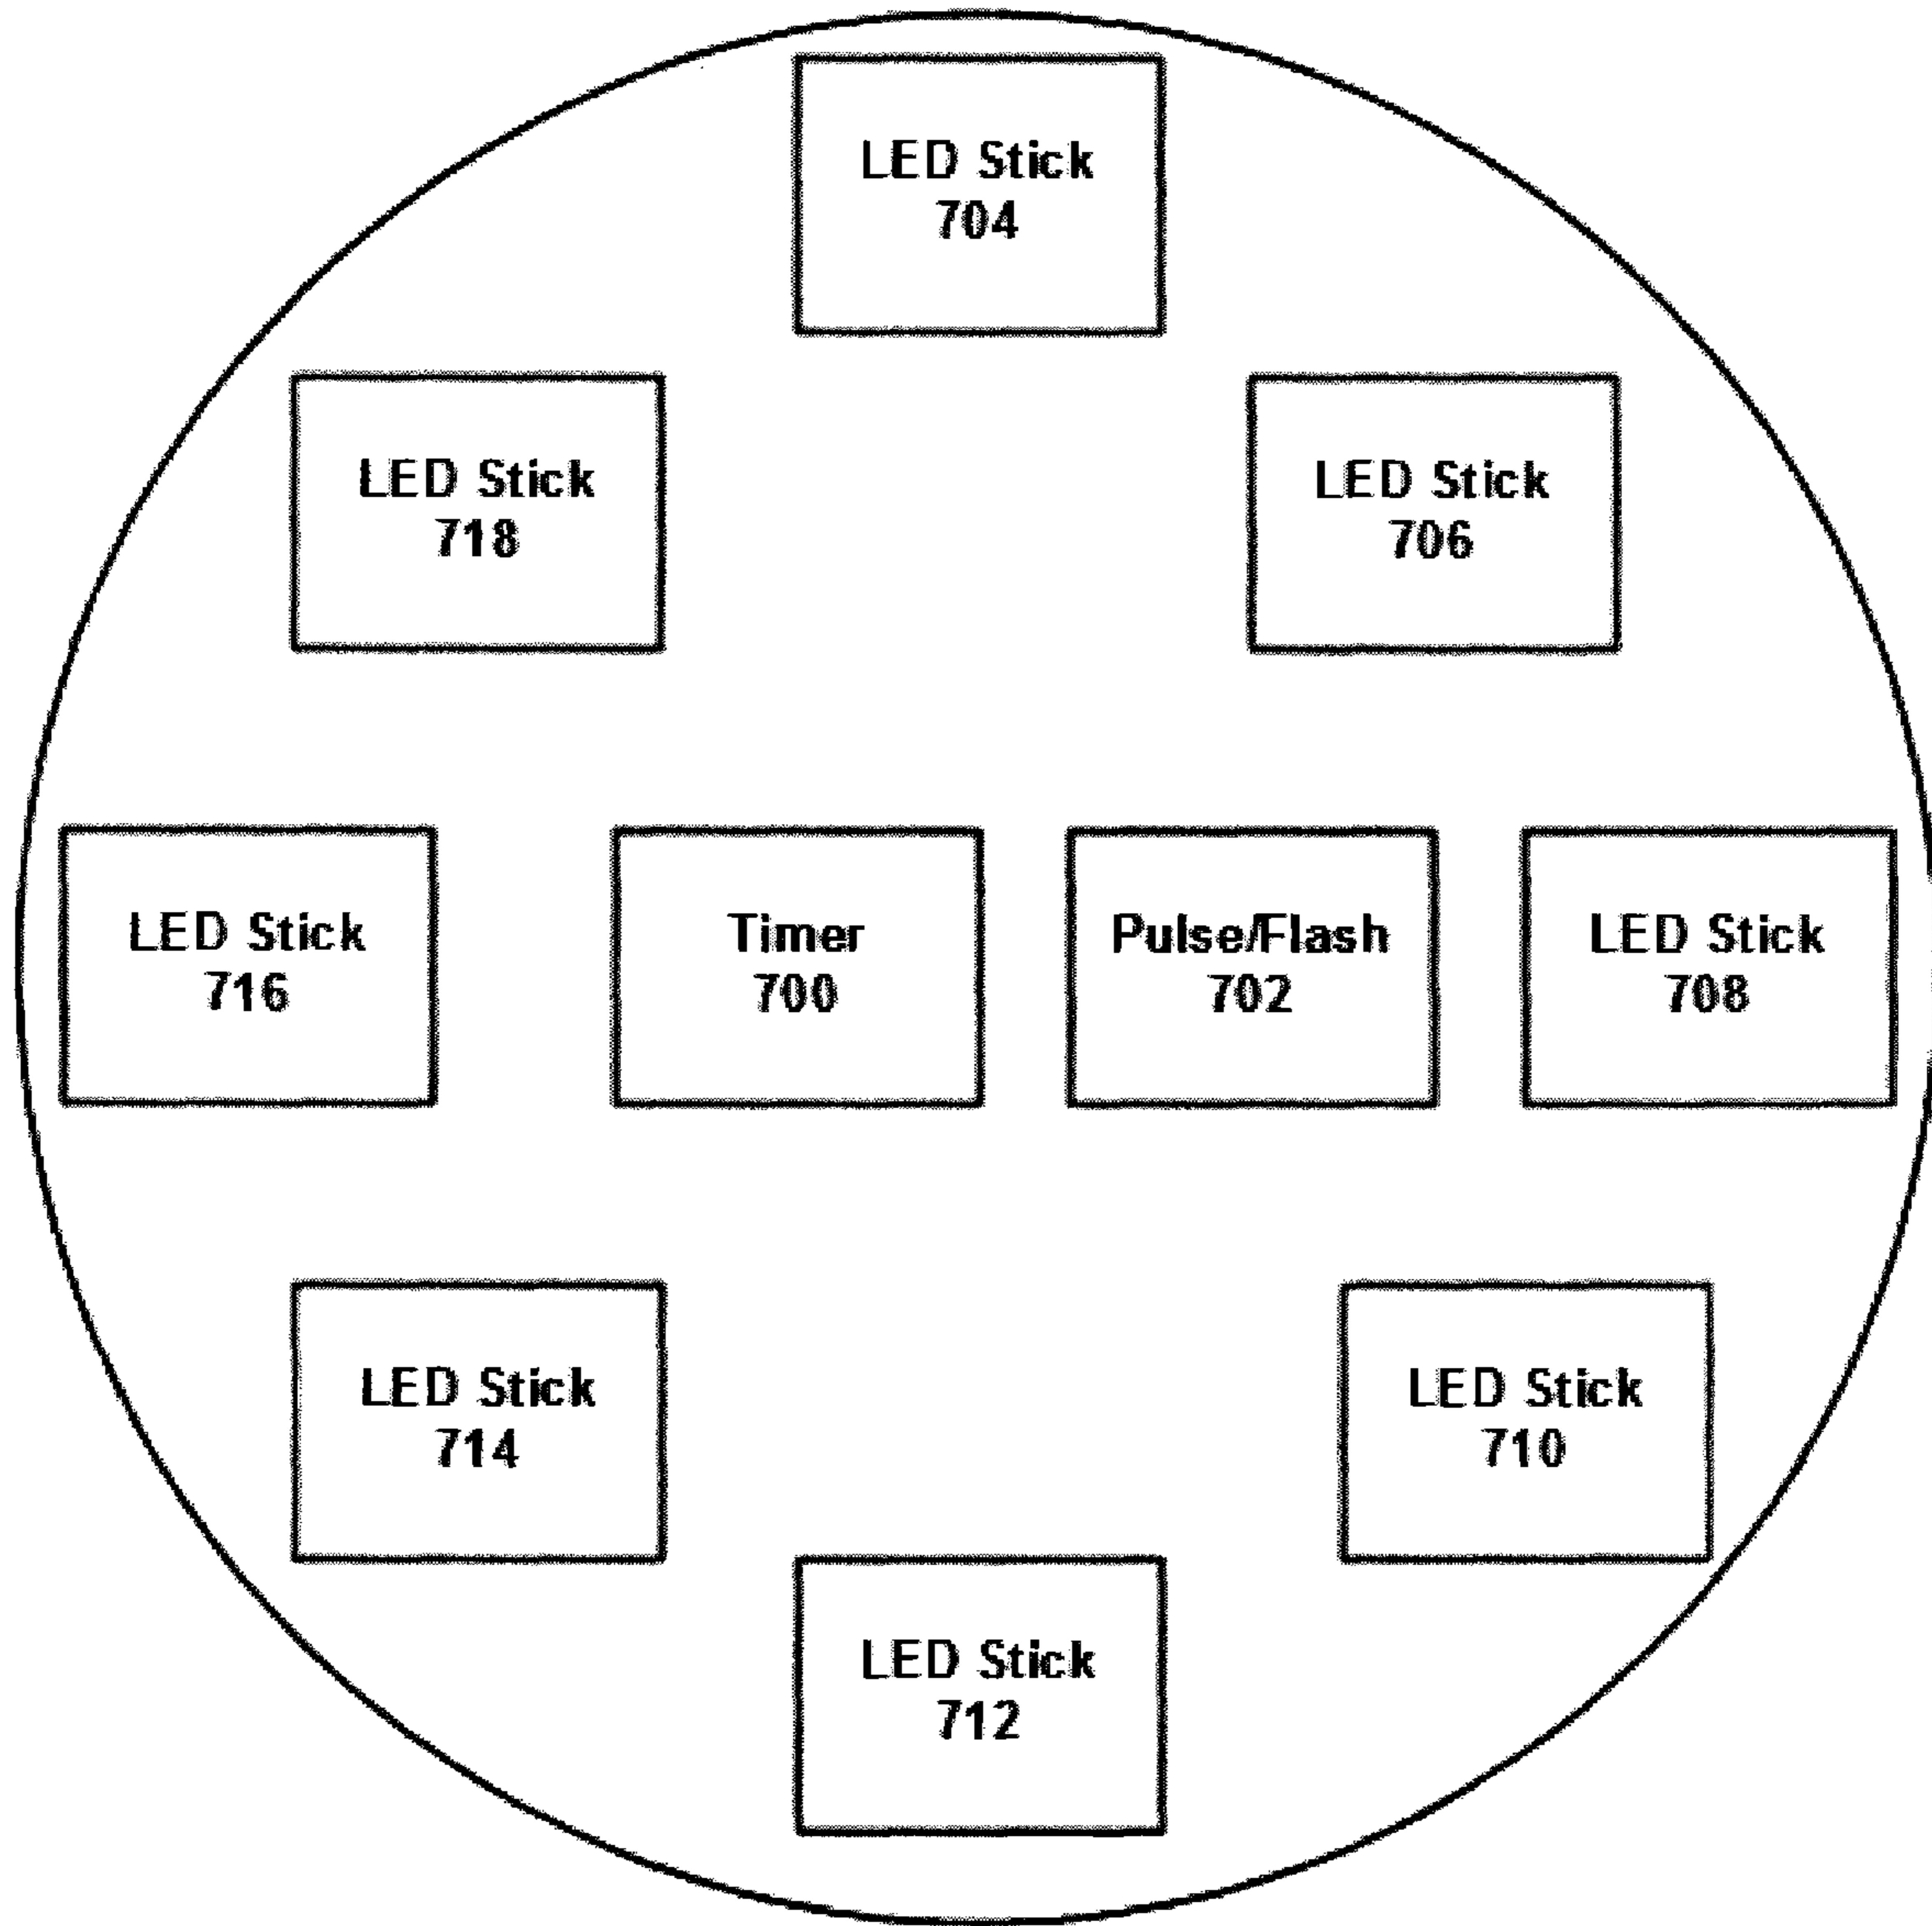 LED Stick
704
LED Stick
718
LED Stick
706
LED Stick
716
Timer
700
Pulse/Flash
702
LED Stick
708
LED Stick
714
LED Stick
710
LED Stick
712